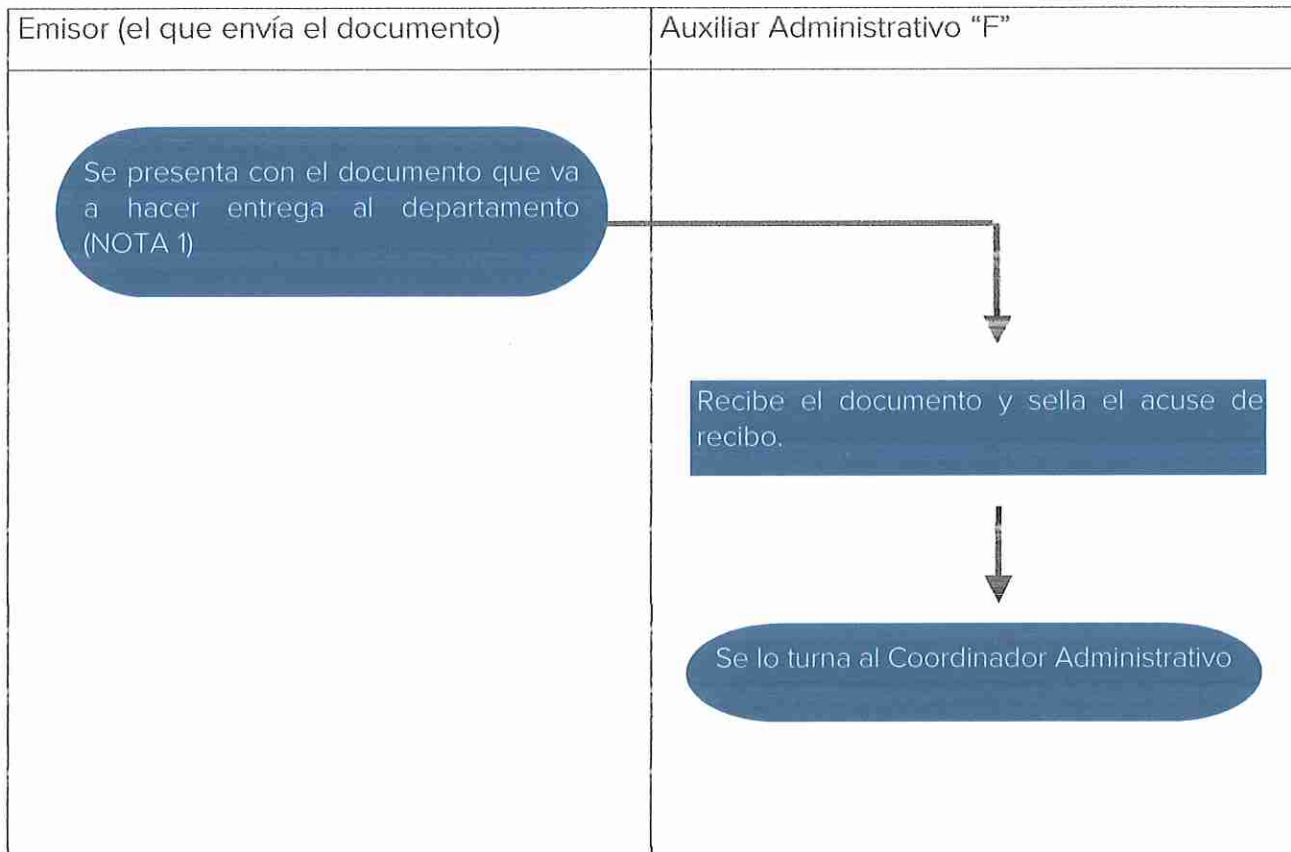 Emisor (el que envía el documento)
Auxiliar Administrativo “F”
Se presenta con el documento que va
a hacer entrega al departamento
(NOTA 1)
Recibe el documento y sella el acuse de
recibo.
Se lo turna al Coordinador Administrativo